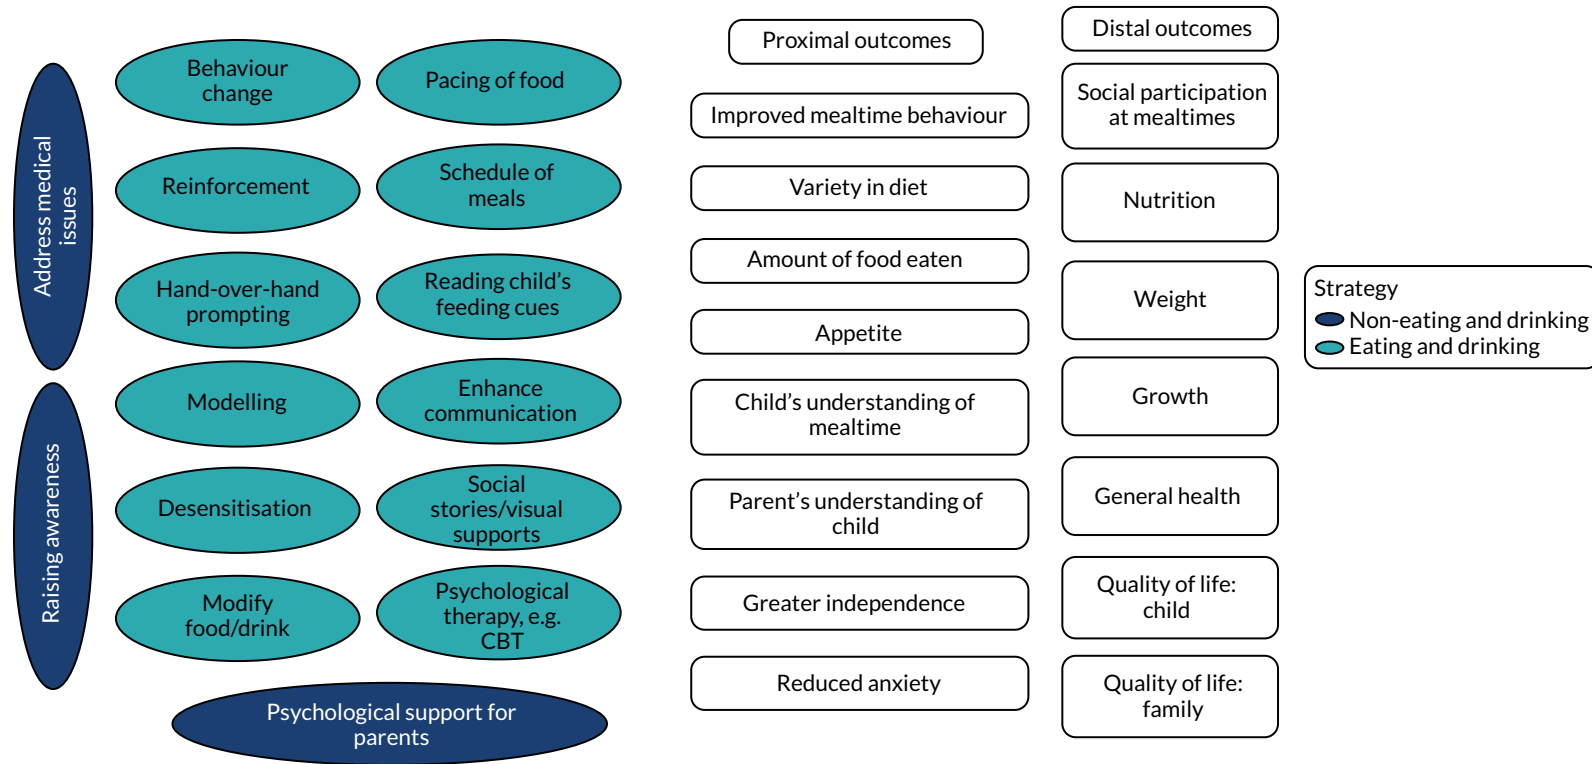 Address medical
issues
Raising awareness
Behaviour
change
Reinforcement
Hand-over-hand
prompting
Modelling
Desensitisation
Modify
food/drink
Pacing of food
Schedule of
meals
Reading child’s
feeding cues
Enhance
communication
Social
stories/visual
supports
Psychological
therapy, e.g.
CBT
Psychological support for
parents
Proximal outcomes
Improved mealtime behaviour
Variety in diet
Amount of food eaten
Appetite
Child’s understanding of
mealtime
Parent’s understanding of
child
Greater independence
Reduced anxiety
Distal outcomes
Social participation
at mealtimes
Nutrition
Weight
Growth
General health
Quality of life:
child
Quality of life:
family
Strategy
Non-eating and drinking
Eating and drinking